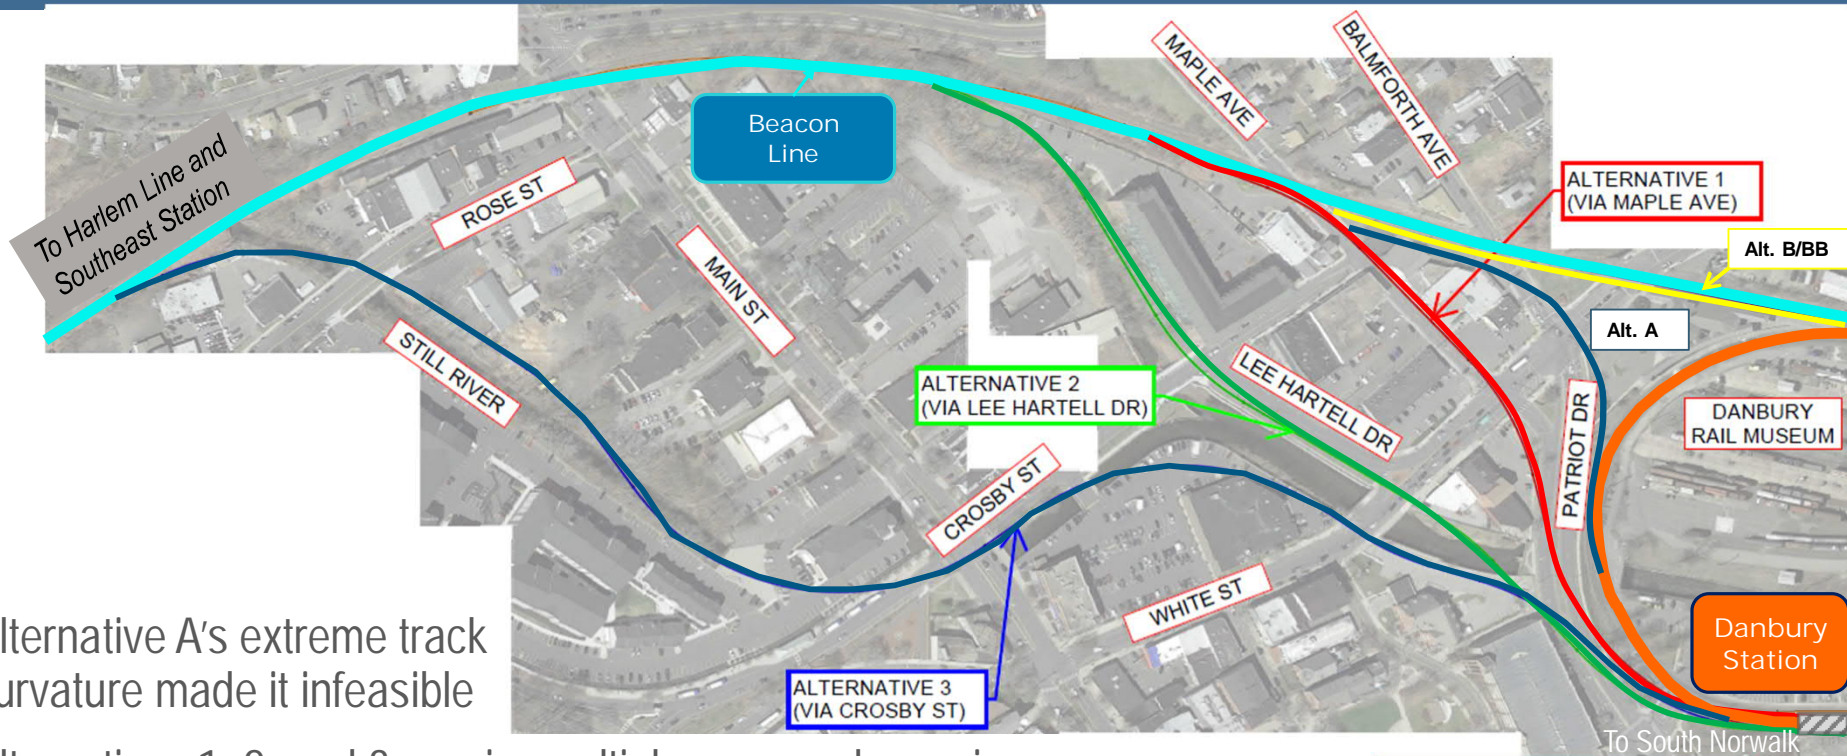 MAPLE AVE
BALMFORTH AVE
Beacon
Line
To Harlem Line and
Southeast Station
ROSE ST
ALTERNATIVE 1
(VIA MAPLE AVE)
Alt. B/BB
MAIN ST
Alt. A
STILL RIVER
ALTERNATIVE 2
(VIA LEE HARTELL DR)
LEE HARTELL DR
DANBURY
RAIL MUSEUM
PATRIOT DR
CROSBY ST
WHITE ST
Danbury
Station
lternative A's extreme track
urvature made it infeasible
ALTERNATIVE 3
(VIA CROSBY ST)
To South Norwalk